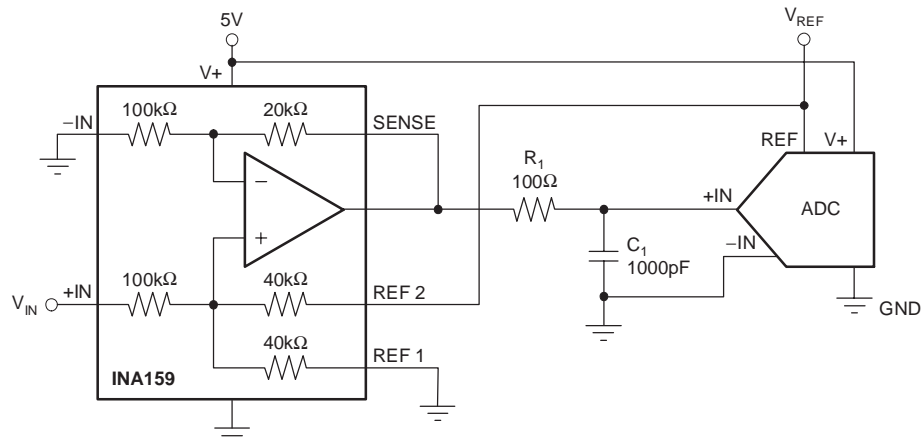 5V
V+
VREF
100kΩ
20kΩ
−IN
SENSE
−
+
100kΩ
VIN
+IN
40kΩ
REF 2
40kΩ
REF 1
INA159
R1
100Ω
C1
1000pF
REF
V+
+IN
ADC
−IN
GND